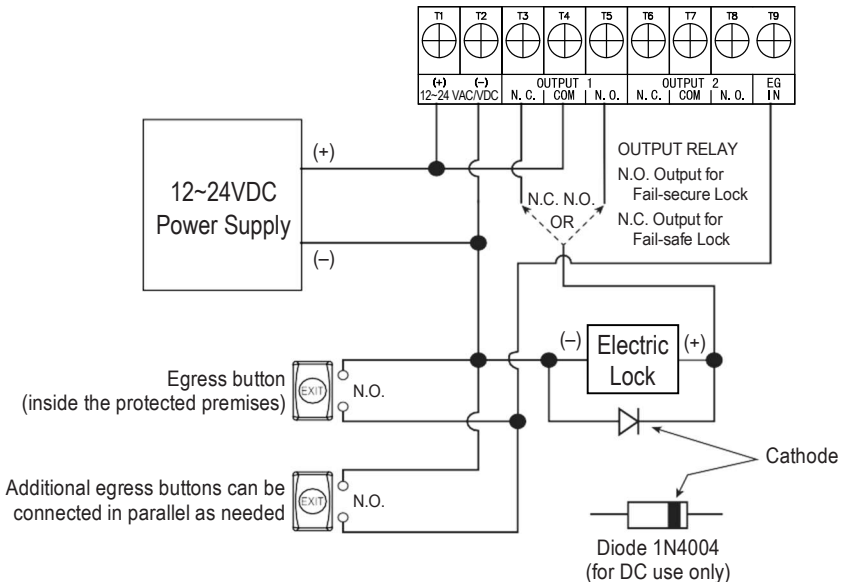 T1 T2 T3 T4 T5 T6 T7 T8 T9
(+) (–) OUTPUT 1 OUTPUT 2 EG
12~24 VAC/VDC N. C. COM N. O. N. C. COM N. O. IN
12~24VDC
Power Supply
(+)
(–)
OUTPUT RELAY
N.O. Output for
Fail-secure Lock
N.C. Output for
Fail-safe Lock
N.C. N.O.
OR
(–) Electric (+)
Lock
Egress button
(inside the protected premises)
EXIT
N.O.
Additional egress buttons can be
connected in parallel as needed
EXIT
N.O.
Cathode
Diode 1N4004
(for DC use only)